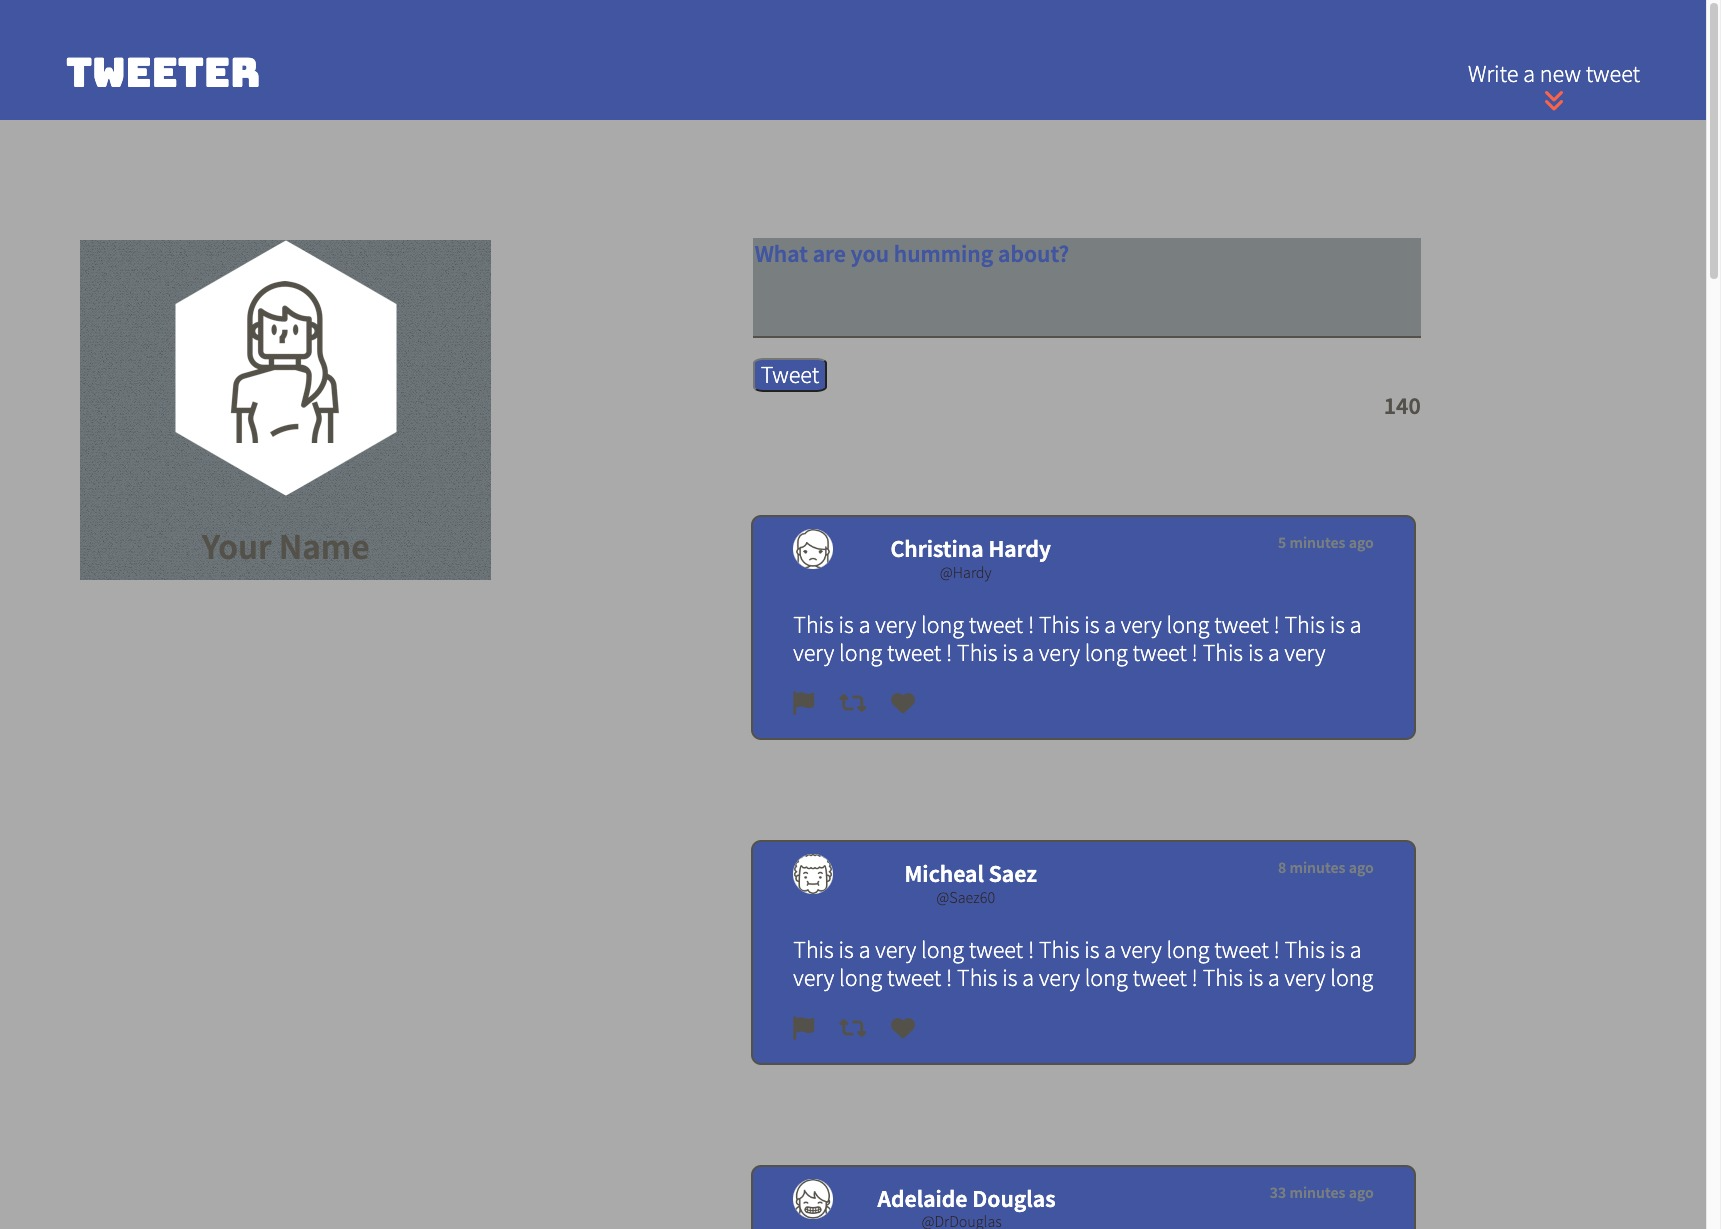 TWEETER
Write a new tweet
Your Name
What are you humming about?
Tweet
140
Christina Hardy
5 minutes ago
@Hardy
This is a very long tweet ! This is a very long tweet ! This is a
very long tweet ! This is a very long tweet ! This is a very
Micheal Saez
8 minutes ago
@Saez60
This is a very long tweet ! This is a very long tweet ! This is a
very long tweet ! This is a very long tweet ! This is a very long
Adelaide Douglas
33 minutes ago
@DrDouglas